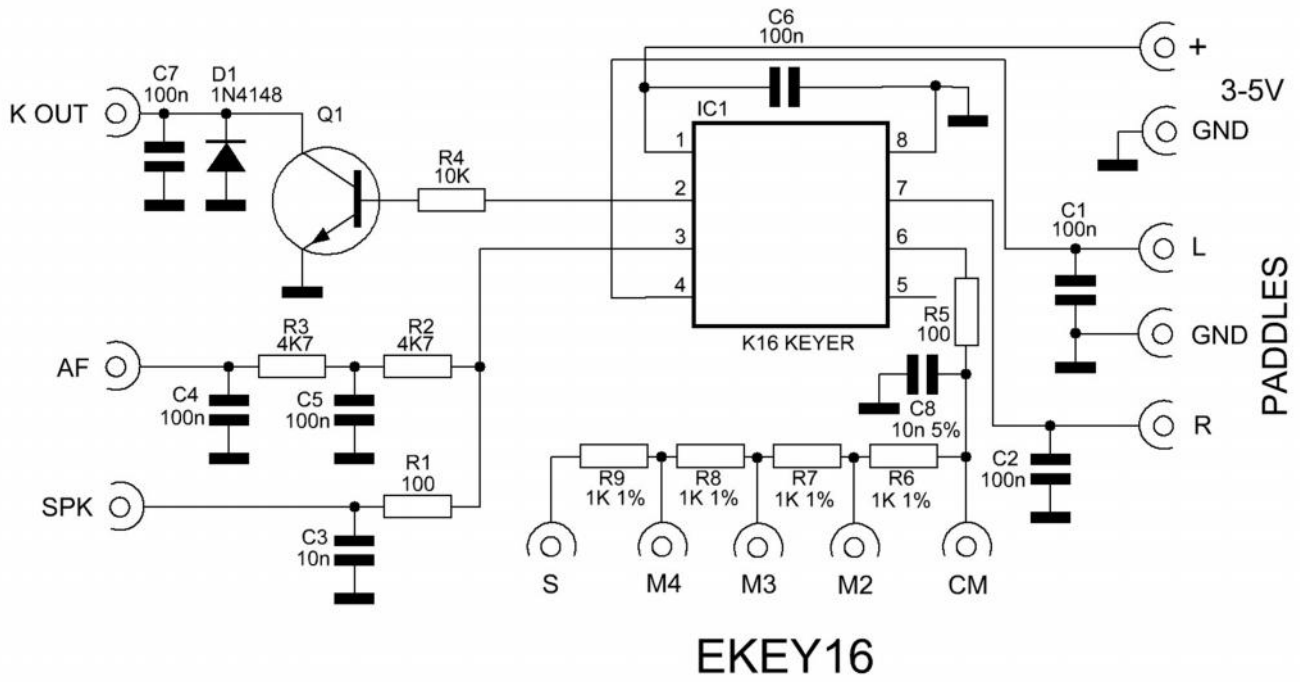 C6
100n
+
3-5V
GND
C7
100n
D1
1N4148
K OUT
Q1
R4
10K
IC1
1
2
3
4
8
7
6
5
K16 KEYER
C1
100n
L
GND
R
PADDLES
C2
100n
R5
100
C8
10n 5%
R3
4K7
R2
4K7
AF
C4
100n
C5
100n
R1
100
SPK
C3
10n
R9
1K 1%
R8
1K 1%
R7
1K 1%
R6
1K 1%
S
M4
M3
M2
CM
EKEY16